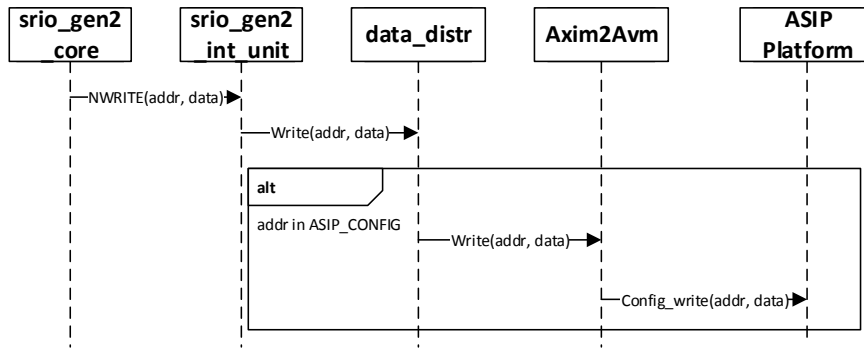 srio_gen2
_core
srio_gen2
_int_unit
data_distr
Axim2Avm
ASIP
Platform
NWRITE(addr, data)
Write(addr, data)
alt
addr in ASIP_CONFIG
Write(addr, data)
Config_write(addr, data)